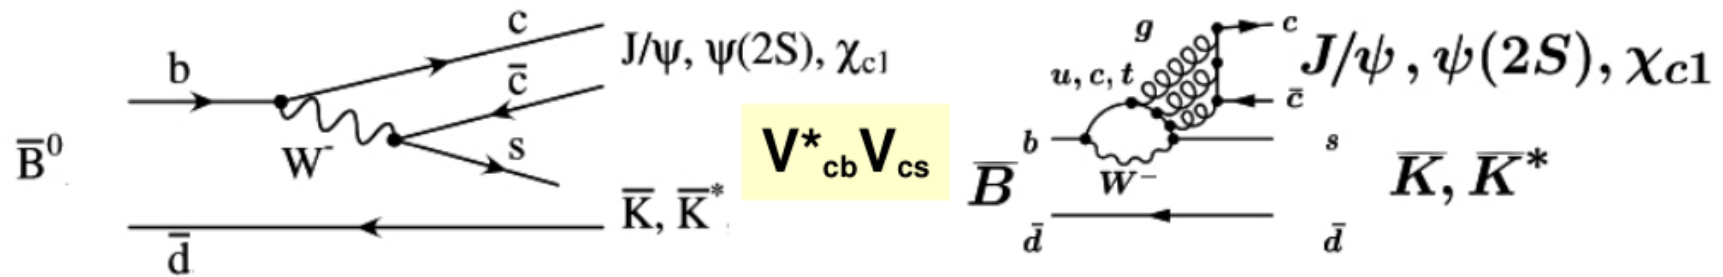 c
b
c̄
J/ψ, ψ(2S), χc1
B̄⁰
W⁻
s
K̄, K̄*
d̄
V*cbVcs
g
c
u, c, t
J/ψ, ψ(2S), χc1
c̄
b
s
B̄
W⁻
K̄, K̄*
d̄
d̄